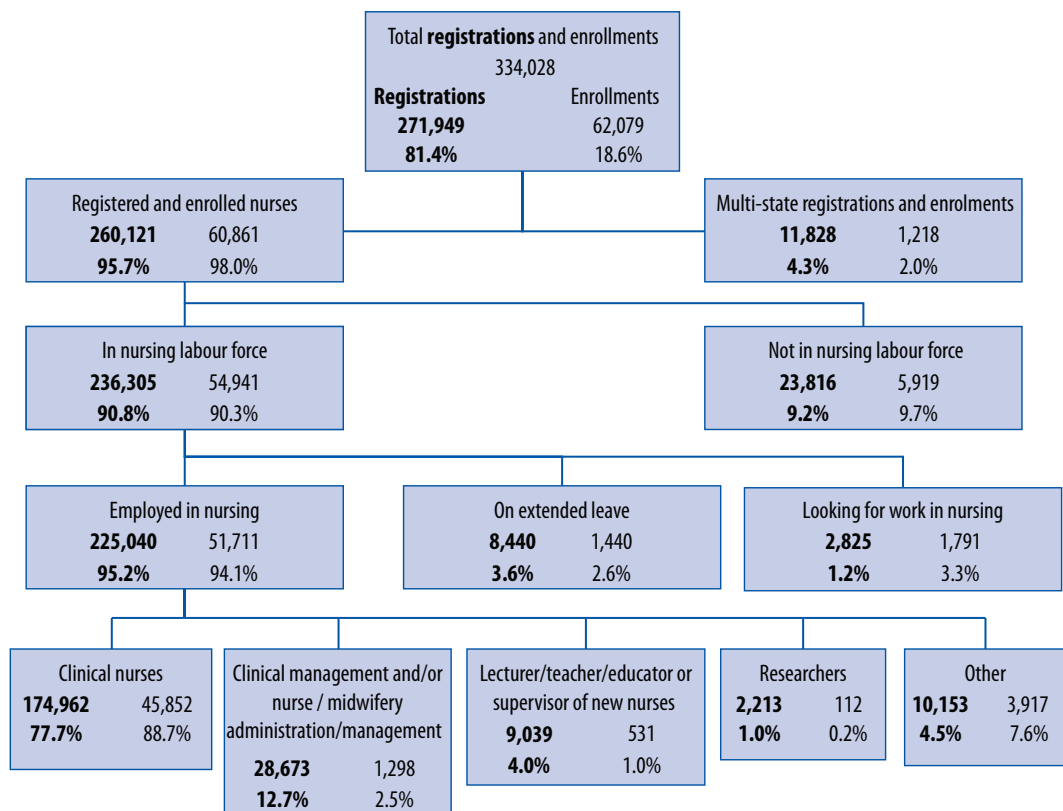 Total registrations and enrollments
334,028
Registrations Enrollments
271,949 62,079
81.4% 18.6%
Registered and enrolled nurses
260,121 60,861
95.7% 98.0%
Multi-state registrations and enrolments
11,828 1,218
4.3% 2.0%
In nursing labour force
236,305 54,941
90.8% 90.3%
Not in nursing labour force
23,816 5,919
9.2% 9.7%
Employed in nursing
225,040 51,711
95.2% 94.1%
On extended leave
8,440 1,440
3.6% 2.6%
Looking for work in nursing
2,825 1,791
1.2% 3.3%
Clinical nurses
174,962 45,852
77.7% 88.7%
Clinical management and/or
nurse / midwifery
administration/management
28,673 1,298
12.7% 2.5%
Lecturer/teacher/educator or
supervisor of new nurses
9,039 531
4.0% 1.0%
Researchers
2,213 112
1.0% 0.2%
Other
10,153 3,917
4.5% 7.6%